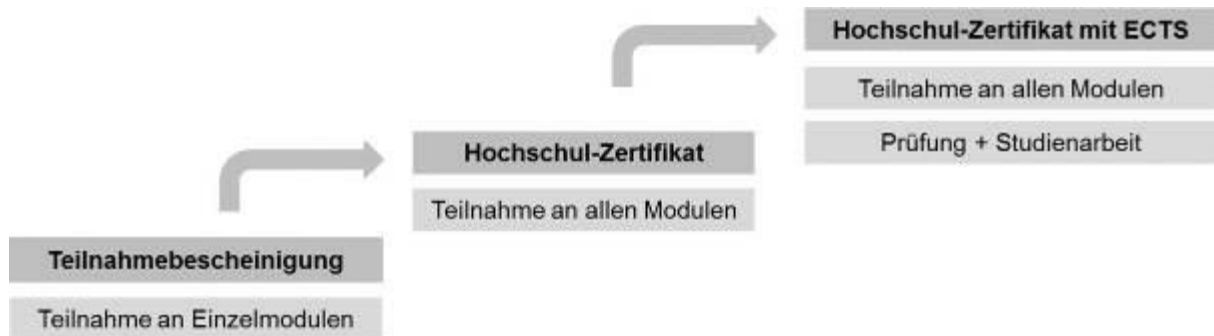 Hochschul-Zertifikat mit ECTS
Teilnahme an allen Modulen
Prüfung + Studienarbeit
Hochschul-Zertifikat
Teilnahme an allen Modulen
Teilnahmebescheinigung
Teilnahme an Einzelmodulen